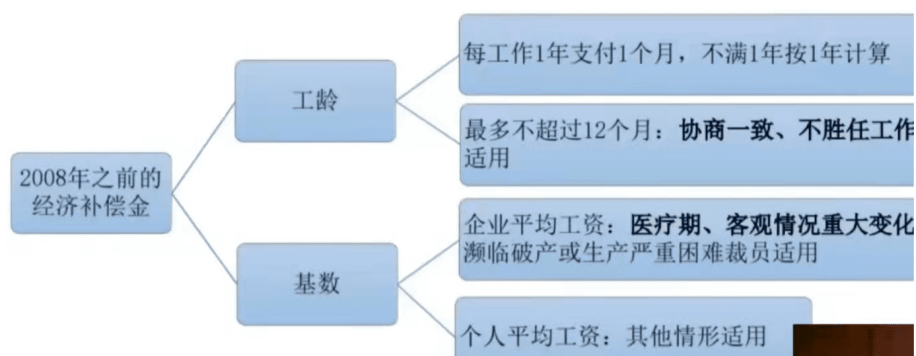 2008年之前的
经济补偿金
工龄
每工作1年支付1个月，不满1年按1年计算
最多不超过12个月：协商一致、不胜任工作
适用
基数
企业平均工资：医疗期、客观情况重大变化
濒临破产或生产严重困难裁员适用
个人平均工资：其他情形适用